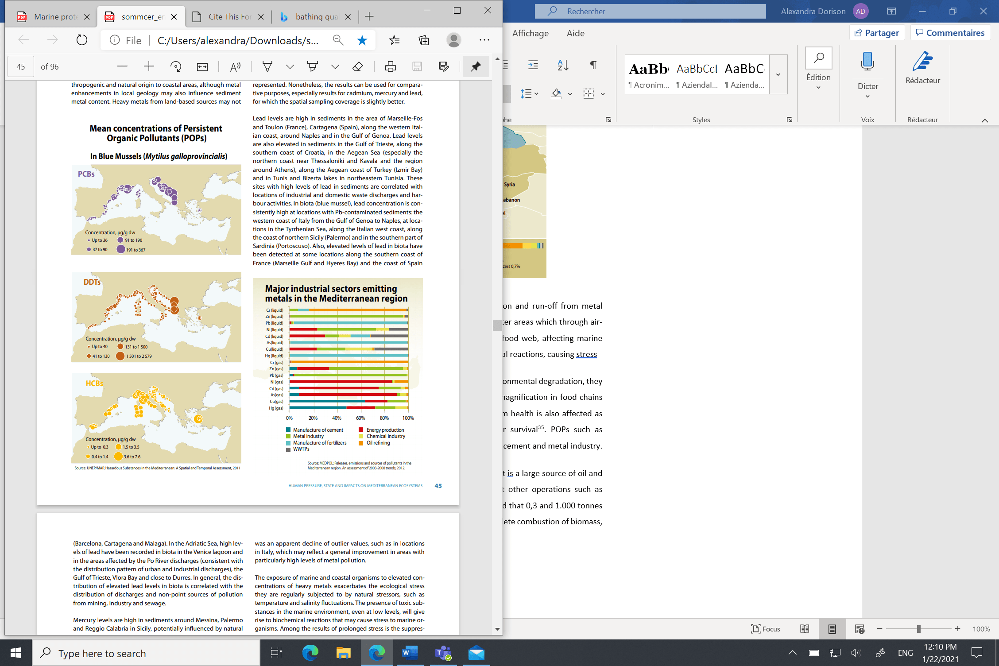 Marine prote
sommcer_en
Cite This For
bathing qua
File
C:/Users/alexandra/Downloads/s...
45
of 96
Rechercher
Alexandra Dorison
AD
Affichage
Aide
Partager
Commentaires
AaBb
AaBbCcI
AaBbC
¶ Acronim...
¶ Aziendal...
¶ Azienda...
Édition
Dicter
Rédacteur
Styles
Voix
Rédacteur
thropogenic and natural origin to coastal areas, although metal
enhancements in local geology may also influence sediment
metal content. Heavy metals from land-based sources may not
Mean concentrations of Persistent
Organic Pollutants (POPs)
In Blue Mussels (Mytilus galloprovincialis)
PCBs
Concentration, µg/g dw
Up to 36
91 to 190
37 to 90
191 to 367
DDTs
Concentration, µg/g dw
Up to 40
131 to 1 500
41 to 130
1 501 to 2 579
HCBs
Concentration, µg/g dw
Up to 0.3
1.5 to 3.5
0.4 to 1.4
3.6 to 7.6
Source: UNEP/MAP, Hazardous Substances in the Mediterranean: A Spatial and Temporal Assessment, 2011
represented. Nonetheless, the results can be used for compara-
tive purposes, especially results for cadmium, mercury and lead,
for which the spatial sampling coverage is slightly better.
Lead levels are high in sediments in the area of Marseille-Fos
and Toulon (France), Cartagena (Spain), along the western Ital-
ian coast, around Naples and in the Gulf of Genoa. Lead levels
are also elevated in sediments in the Gulf of Trieste, along the
southern coast of Croatia, in the Aegean Sea (especially the
northern coast near Thessaloniki and Kavala and the region
around Athens), along the Aegean coast of Turkey (Izmir Bay)
and in Tunis and Bizerta lakes in northeastern Tunisia. These
sites with high levels of lead in sediments are correlated with
locations of industrial and domestic waste discharges and har-
bour activities. In biota (blue mussel), lead concentration is con-
sistently high at locations with Pb-contaminated sediments: the
western coast of Italy from the Gulf of Genoa to Naples, at loca-
tions in the Tyrrhenian Sea, along the Italian west coast, along
the coast of northern Sicily (Palermo) and in the southern part of
Sardinia (Portoscuso). Also, elevated levels of lead in biota have
been detected at some locations along the southern coast of
France (Marseille Gulf and Hyeres Bay) and the coast of Spain
Major industrial sectors emitting
metals in the Mediterranean region
Cr (liquid)
Zn (liquid)
Pb (liquid)
Ni (liquid)
Cd (liquid)
As(liquid)
Cu(liquid)
Hg (liquid)
Cr (gas)
Zn (gas)
Pb (gas)
Ni (gas)
Cd (gas)
As(gas)
Cu(gas)
Hg (gas)
0% 20% 40% 60% 80% 100%
Manufacture of cement
Energy production
Metal industry
Chemical industry
Manufacture of fertilizers
Oil refining
WWTPs
Source: MEDPOL; Releases, emissions and sources of pollutants in the
Mediterranean region. An assessment of 2003-2008 trends; 2012.
HUMAN PRESSURE, STATE AND IMPACTS ON MEDITERRANEAN ECOSYSTEMS 45
(Barcelona, Cartagena and Malaga). In the Adriatic Sea, high lev-
els of lead have been recorded in biota in the Venice lagoon and
in the areas affected by the Po River discharges (consistent with
the distribution pattern of urban and industrial discharges), the
Gulf of Trieste, Vlora Bay and close to Durres. In general, the dis-
tribution of elevated lead levels in biota is correlated with the
distribution of discharges and non-point sources of pollution
from mining, industry and sewage.
Mercury levels are high in sediments around Messina, Palermo
and Reggio Calabria in Sicily, potentially influenced by natural
was an apparent decline of outlier values, such as in locations
in Italy, which may reflect a general improvement in areas with
particularly high levels of metal pollution.
The exposure of marine and coastal organisms to elevated con-
centrations of heavy metals exacerbates the ecological stress
they are regularly subjected to by natural stressors, such as
temperature and salinity fluctuations. The presence of toxic sub-
stances in the marine environment, even at low levels, will give
rise to biochemical reactions that may cause stress to marine or-
ganisms. Among the results of prolonged stress is the suppres-
Syria
ebanon
el
zers 0,7%
on and run-off from metal
ter areas which through air-
food web, affecting marine
al reactions, causing stress
onmental degradation, they
nagnification in food chains
m health is also affected as
r survival³⁵. POPs such as
cement and metal industry.
t is a large source of oil and
t other operations such as
d that 0,3 and 1.000 tonnes
lete combustion of biomass,
Focus
100%
Type here to search
ENG
12:10 PM
1/22/2021